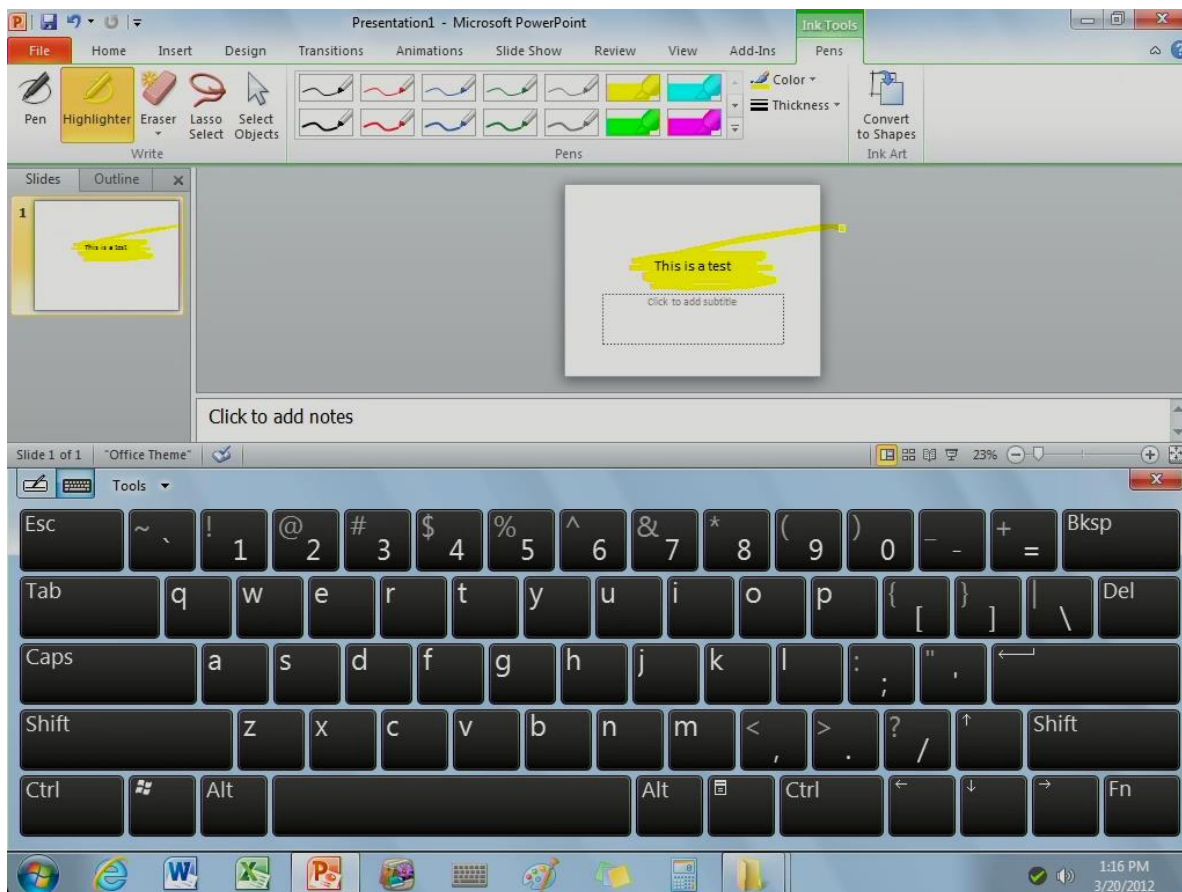 Presentation1 - Microsoft PowerPoint
Ink Tools
File Home Insert Design Transitions Animations Slide Show Review View Add-Ins Pens
Pen Highlighter Eraser Lasso Select Select Objects
Color
Thickness
Convert to Shapes
Write Pens Ink Art
Slides Outline
1
This is a test
This is a test
Click to add subtitle
Click to add notes
Slide 1 of 1 "Office Theme" 23%
Tools
Esc ~ ` ! 1 @ 2 # 3 $ 4 % 5 ^ 6 & 7 * 8 ( 9 ) 0 _ - + = Bksp
Tab q w e r t y u i o p { [ } ] | \ Del
Caps a s d f g h j k l : ; " '
Shift z x c v b n m < , > . ? / ↑ Shift
Ctrl Alt Alt Ctrl ← ↓ → Fn
1:16 PM
3/20/2012